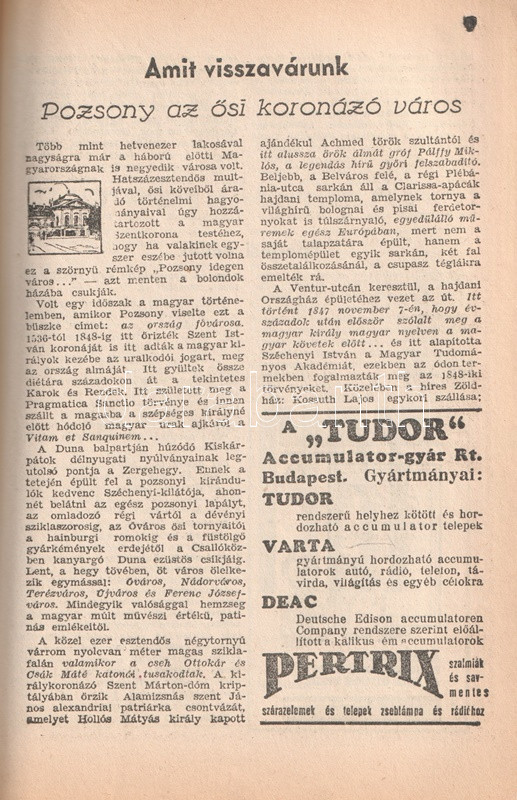 Amit visszavárunk
Pozsony az ősi koronázó város
Több mint hetvenezer lakosával
nagyságra már a háború előtti Ma-
gyarországnak is negyedik városa volt.
Hatszázesztendős mult-
jával, ősi köveiből ára-
dó történelmi hagyo-
mányaival úgy hozzá-
tartozott a magyar
szentkorona testéhez,
hogy ha valakinek egy-
szer eszébe jutott volna
ez a szörnyű rémkép „Pozsony idegen
város...” — azt menten a bolondok
házába csukják.
Volt egy időszak a magyar történe-
lemben, amikor Pozsony viselte ezt a
büszke címet: az ország fővárosa.
1536-tól 1848-ig itt őrizték Szent Ist-
ván koronáját is itt adták a magyar ki-
rályok kezébe az uralkodói jogart, meg
az ország almáját. Itt gyültek össze
diétára századokon át a tekintetes
Karok és Rendek. Itt született meg a
Pragmatica Sanctio törvénye és innen
szállt a magasba a szépséges királyné
előtt hódoló magyar urak ajkáról a
Vitam et Sanquinem...
A Duna balpartján húzódó Kiskár-
pátok délnyugati nyúlványainak leg-
utolsó pontja a Zergehegy. Ennek a
tetején épült fel a pozsonyi kirándu-
lók kedvenc Széchenyi-kilátója, ahon-
nét belátni az egész pozsonyi lapályt,
az omladozó régi vártól a dévényi
sziklaszorosig, az Óváros ősi tornyaitól
a hainburgi romokig és a füstölgő
gyárkémények erdejétől a Csallóköz-
ben kanyargó Duna ezüstös csíkjáig.
Lent, a hegy tövében, öt város ölelke-
zik egymással: Óváros, Nádorváros,
Terézváros, Ujváros és Ferenc József-
város. Mindegyik valósággal hemzseg
a magyar mult művészi értékű, pati-
nás emlékeitől.
A közel ezer esztendős négytornyú
várrom nyolcvan méter magas szikla-
falán valamikor a cseh Ottokár és
Csák Máté katonái tusakodtak. A ki-
rálykoronázó Szent Márton-dóm krip-
tályában őrzik Alamizsnás szent Já-
nos alexandriai patriárka csontvázát,
amelyet Hollós Mátyás király kapott
ajándékul Achmed török szultántól és
itt alussza örök álmát gróf Pálffy Mik-
lós, a legendás hírű győri felszabadító.
Beljebb, a Belváros felé, a régi Plébá-
nia-utca sarkán áll a Clarissa-apácák
hajdani temploma, amelynek tornya a
világhírű bolognai és pisai ferdetor-
nyokat is túlszárnyaló, egyedülálló mű-
remek egész Európában, mert nem a
saját talapzatára épült, hanem a
templomépület egyik sarkán, két fal
összetalálkozásánál, a csupasz téglákra
emelték rá.
A Ventur-utcán keresztül, a hajdani
Országház épületéhez vezet az út. Itt
történt 1847 november 7-én, hogy év-
századok után először szólalt meg a
magyar király magyar nyelven a ma-
gyar követek előtt... és itt alapította
Széchenyi István a Magyar Tudomá-
nyos Akadémiát, ezekben az ódon ter-
mekben fogalmazták meg az 1848-iki
törvényeket. Közelben a híres Zöld-
ház: Kossuth Lajos egykori szállása;
A „TUDOR“
Accumulator-gyár Rt.
Budapest. Gyártmányai:
TUDOR
rendszerű helyhez kötött és hor-
dozható accumulator telepek
VARTA
gyártmányú hordozható accumu-
latorok autó, rádió, telefon, tá-
virda, világítás és egyéb célokra
DEAC
Deutsche Edison accumulatoren
Company rendszere szerint előál-
lított a kalikus ém accumulatorok
PERTRIX szalmiák
és sav-
mentes
szárazelemek és telepek zseblámpa és rádióhoz